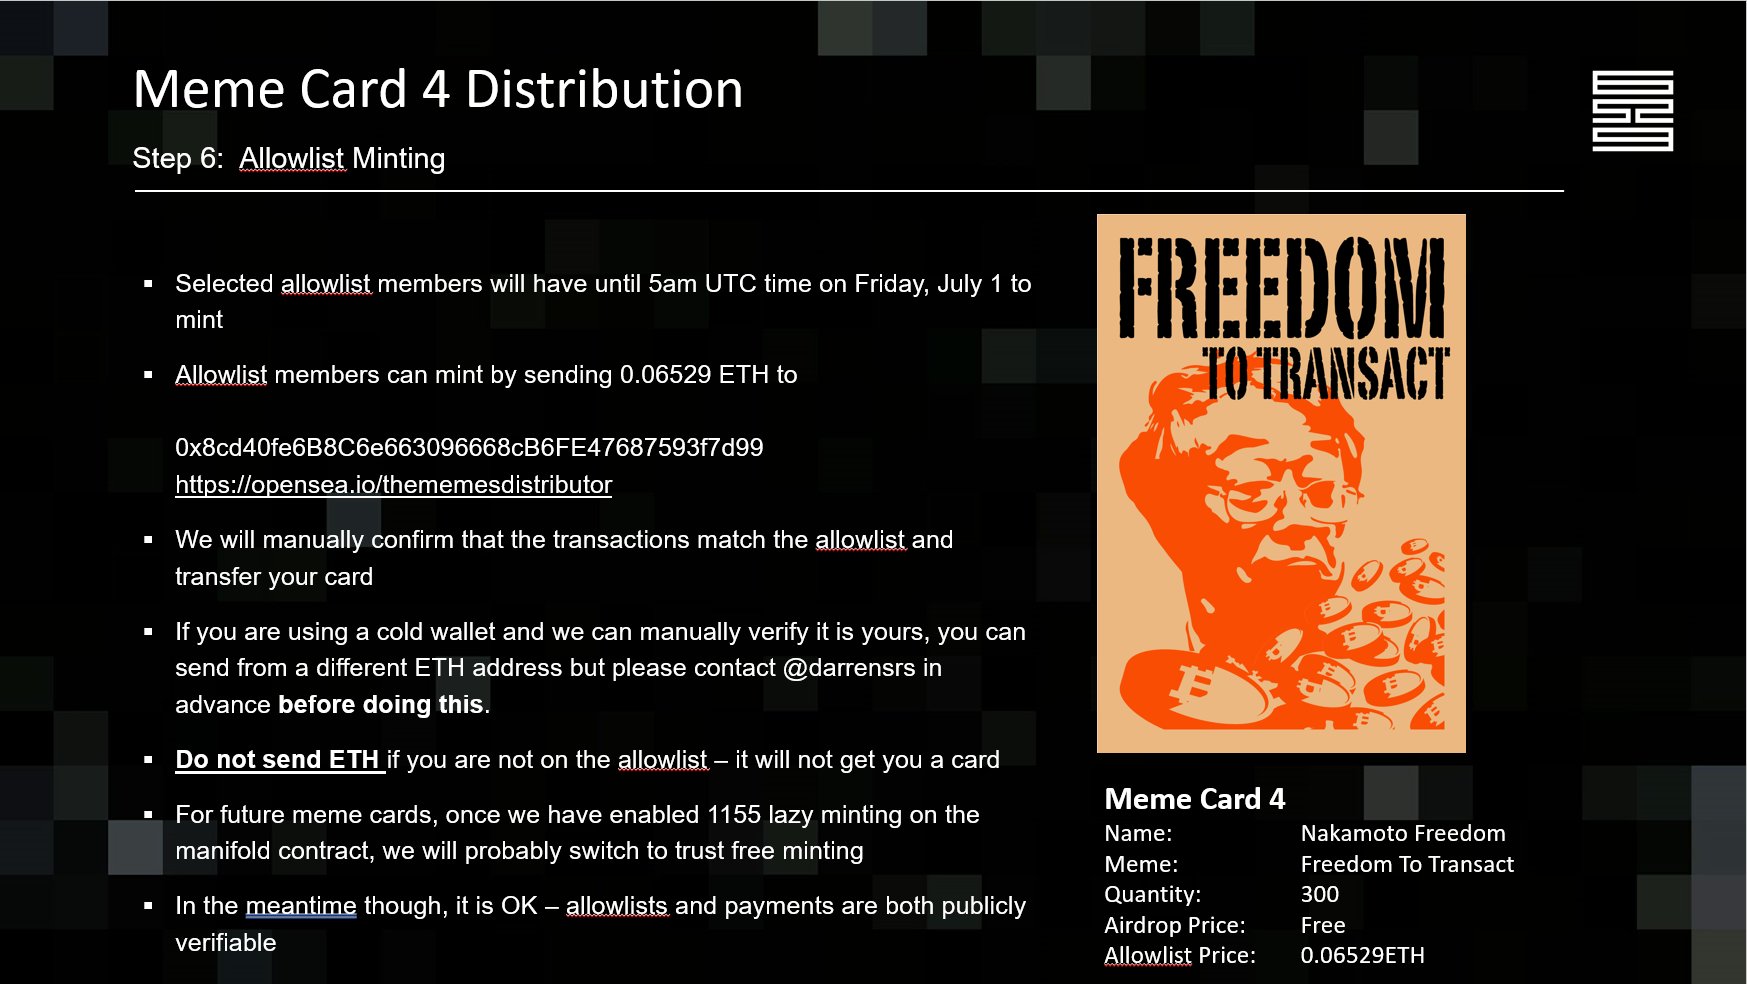 Meme Card 4 Distribution
Step 6: Allowlist Minting
Selected allowlist members will have until 5am UTC time on Friday, July 1 to
mint
Allowlist members can mint by sending 0.06529 ETH to
0x8cd40fe6B8C6e663096668cB6FE47687593f7d99
https://opensea.io/thememesdistributor
We will manually confirm that the transactions match the allowlist and
transfer your card
If you are using a cold wallet and we can manually verify it is yours, you can
send from a different ETH address but please contact @darrensrs in
advance before doing this.
Do not send ETH if you are not on the allowlist – it will not get you a card
For future meme cards, once we have enabled 1155 lazy minting on the
manifold contract, we will probably switch to trust free minting
In the meantime though, it is OK – allowlists and payments are both publicly
verifiable
FREEDOM
TO TRANSACT
Meme Card 4
Name: Nakamoto Freedom
Meme: Freedom To Transact
Quantity: 300
Airdrop Price: Free
Allowlist Price: 0.06529ETH